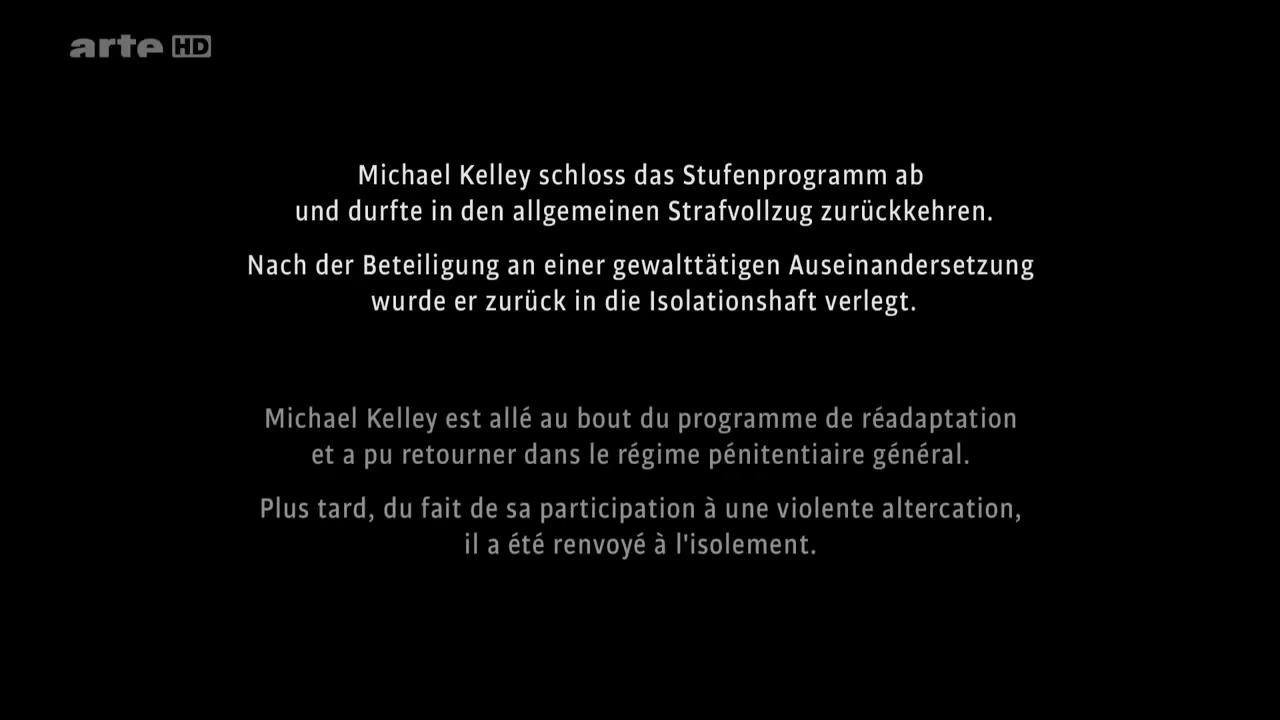 arte HD
Michael Kelley schloss das Stufenprogramm ab
und durfte in den allgemeinen Strafvollzug zurückkehren.
Nach der Beteiligung an einer gewalttätigen Auseinandersetzung
wurde er zurück in die Isolationshaft verlegt.
Michael Kelley est allé au bout du programme de réadaptation
et a pu retourner dans le régime pénitentiaire général.
Plus tard, du fait de sa participation à une violente altercation,
il a été renvoyé à l'isolement.